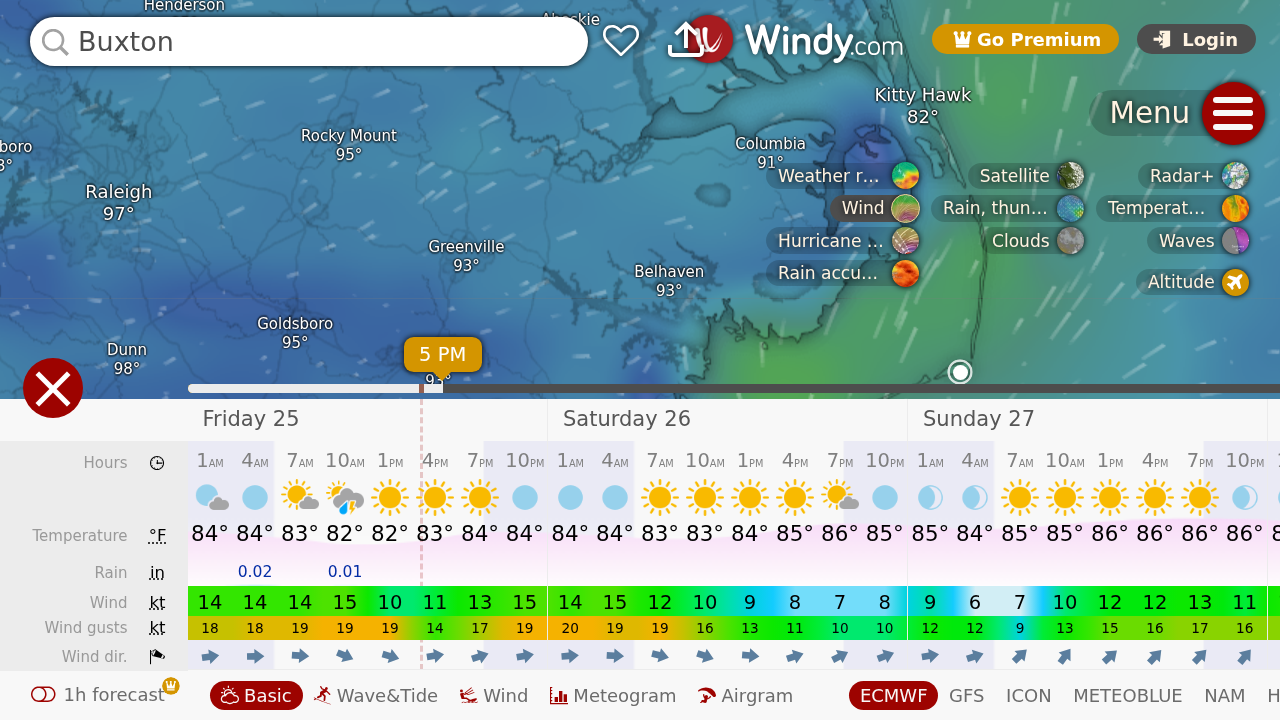 Henderson
Buxton
Windy.com
Go Premium
Login
Kitty Hawk
82°
Menu
Rocky Mount
95°
Columbia
91°
Raleigh
97°
Weather r...
Satellite
Radar+
Wind
Rain, thun...
Temperat...
Hurricane ...
Clouds
Waves
Rain accu...
Altitude
Greenville
93°
Belhaven
93°
Goldsboro
95°
Dunn
98°
5 PM
Friday 25
Saturday 26
Sunday 27
Hours 1AM 4AM 7AM 10AM 1PM 4PM 7PM 10PM 1AM 4AM 7AM 10AM 1PM 4PM 7PM 10PM 1AM 4AM 7AM 10AM 1PM 4PM 7PM 10PM
Temperature °F 84° 84° 83° 82° 82° 83° 84° 84° 84° 84° 83° 83° 84° 85° 86° 85° 85° 84° 85° 85° 86° 86° 86° 86°
Rain in 0.02 0.01
Wind kt 14 14 14 15 10 11 13 15 14 15 12 10 9 8 7 8 9 6 7 10 12 12 13 11
Wind gusts kt 18 18 19 19 19 14 17 19 20 19 19 16 13 11 10 10 12 12 9 13 15 16 17 16
Wind dir.
1h forecast
Basic
Wave&Tide
Wind
Meteogram
Airgram
ECMWF
GFS
ICON
METEOBLUE
NAM